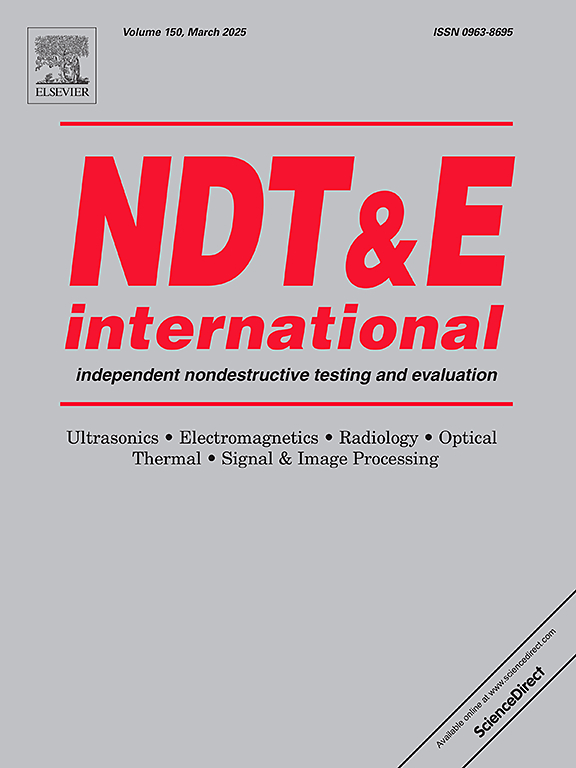 Volume 150, March 2025
ISSN 0963-8695
ELSEVIER
NDT&E
international
independent nondestructive testing and evaluation
Ultrasonics • Electromagnetics • Radiology • Optical
Thermal • Signal & Image Processing
Available online at www.sciencedirect.com
ScienceDirect